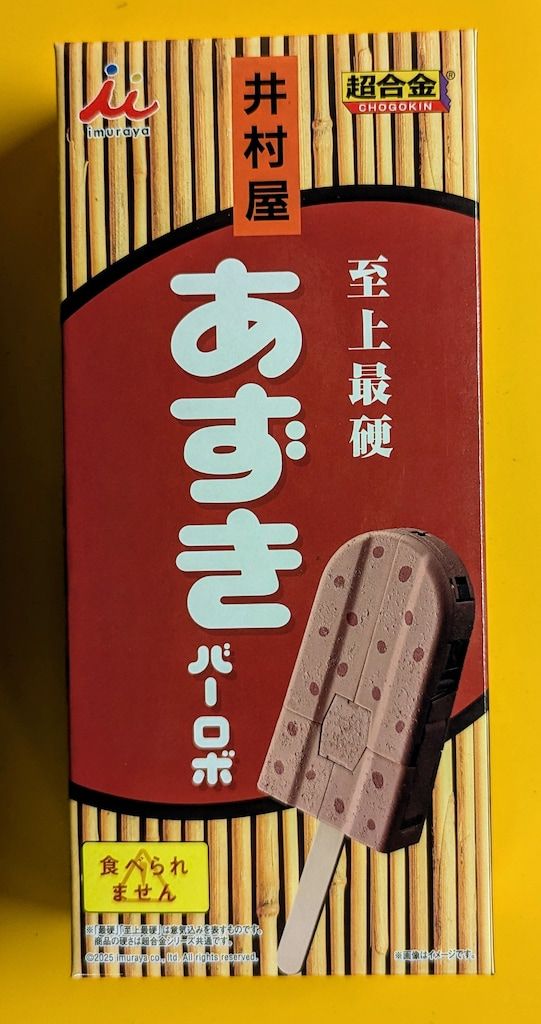 imuraya
井村屋
超合金®
CHOGOKIN
至上最硬
あずき
バーロボ
食べられ
ません
※「最硬」「至上最硬」は意気込みを表すものです。
商品の硬さは超合金シリーズ共通です。
©2025 imuraya co., ltd. All rights reserved.
※画像はイメージです。